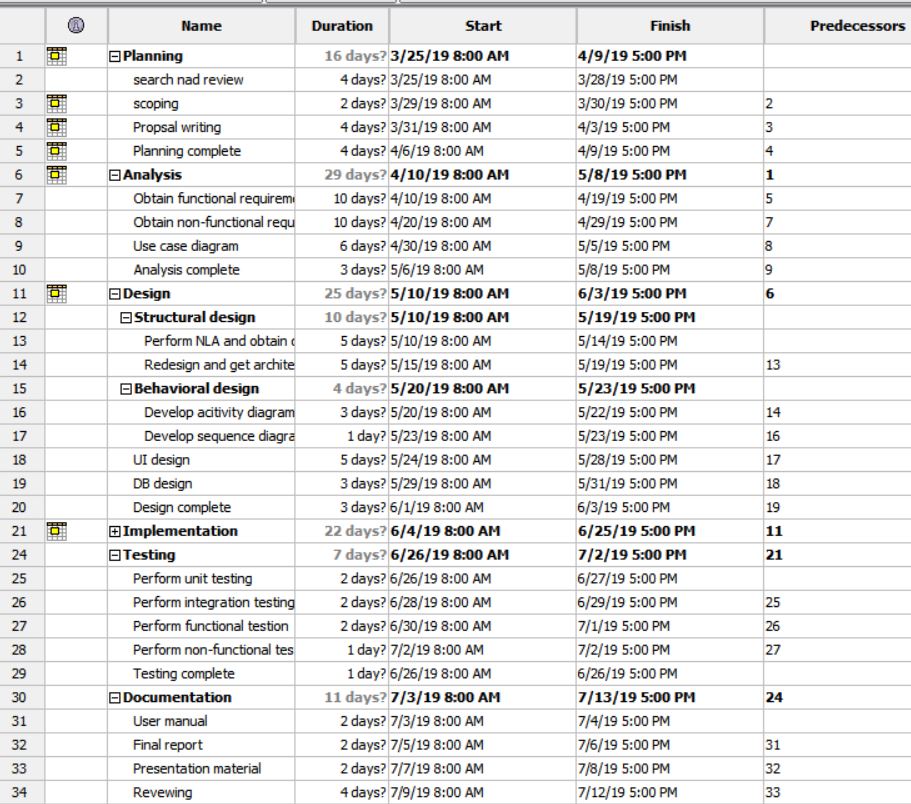 Name Duration Start Finish Predecessors
1 Planning 16 days? 3/25/19 8:00 AM 4/9/19 5:00 PM
2 search nad review 4 days? 3/25/19 8:00 AM 3/28/19 5:00 PM
3 scoping 2 days? 3/29/19 8:00 AM 3/30/19 5:00 PM 2
4 Propsal writing 4 days? 3/31/19 8:00 AM 4/3/19 5:00 PM 3
5 Planning complete 4 days? 4/6/19 8:00 AM 4/9/19 5:00 PM 4
6 Analysis 29 days? 4/10/19 8:00 AM 5/8/19 5:00 PM 1
7 Obtain functional requirem 10 days? 4/10/19 8:00 AM 4/19/19 5:00 PM 5
8 Obtain non-functional requ 10 days? 4/20/19 8:00 AM 4/29/19 5:00 PM 7
9 Use case diagram 6 days? 4/30/19 8:00 AM 5/5/19 5:00 PM 8
10 Analysis complete 3 days? 5/6/19 8:00 AM 5/8/19 5:00 PM 9
11 Design 25 days? 5/10/19 8:00 AM 6/3/19 5:00 PM 6
12 Structural design 10 days? 5/10/19 8:00 AM 5/19/19 5:00 PM
13 Perform NLA and obtain 5 days? 5/10/19 8:00 AM 5/14/19 5:00 PM
14 Redesign and get archite 5 days? 5/15/19 8:00 AM 5/19/19 5:00 PM 13
15 Behavioral design 4 days? 5/20/19 8:00 AM 5/23/19 5:00 PM
16 Develop acitivity diagram 3 days? 5/20/19 8:00 AM 5/22/19 5:00 PM 14
17 Develop sequence diagra 1 day? 5/23/19 8:00 AM 5/23/19 5:00 PM 16
18 UI design 5 days? 5/24/19 8:00 AM 5/28/19 5:00 PM 17
19 DB design 3 days? 5/29/19 8:00 AM 5/31/19 5:00 PM 18
20 Design complete 3 days? 6/1/19 8:00 AM 6/3/19 5:00 PM 19
21 Implementation 22 days? 6/4/19 8:00 AM 6/25/19 5:00 PM 11
24 Testing 7 days? 6/26/19 8:00 AM 7/2/19 5:00 PM 21
25 Perform unit testing 2 days? 6/26/19 8:00 AM 6/27/19 5:00 PM
26 Perform integration testing 2 days? 6/28/19 8:00 AM 6/29/19 5:00 PM 25
27 Perform functional testion 2 days? 6/30/19 8:00 AM 7/1/19 5:00 PM 26
28 Perform non-functional tes 1 day? 7/2/19 8:00 AM 7/2/19 5:00 PM 27
29 Testing complete 1 day? 6/26/19 8:00 AM 6/26/19 5:00 PM
30 Documentation 11 days? 7/3/19 8:00 AM 7/13/19 5:00 PM 24
31 User manual 2 days? 7/3/19 8:00 AM 7/4/19 5:00 PM
32 Final report 2 days? 7/5/19 8:00 AM 7/6/19 5:00 PM 31
33 Presentation material 2 days? 7/7/19 8:00 AM 7/8/19 5:00 PM 32
34 Revewing 4 days? 7/9/19 8:00 AM 7/12/19 5:00 PM 33